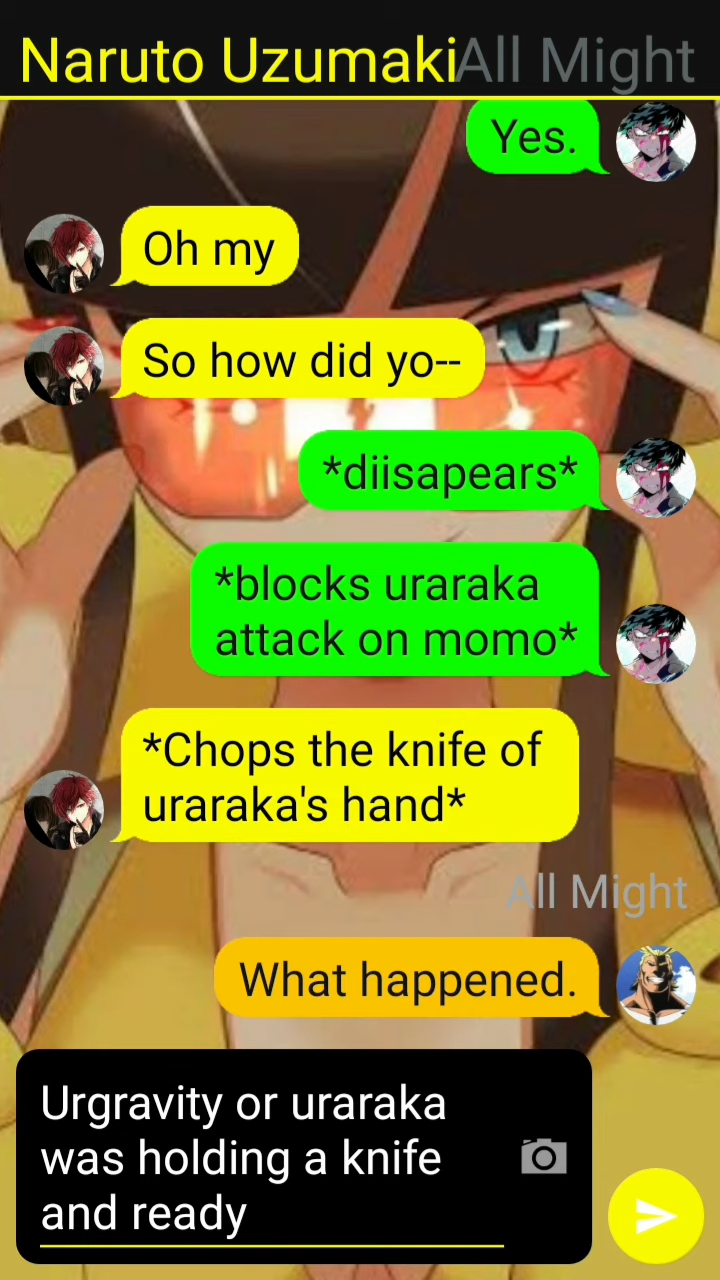 Naruto Uzumaki All Might
Yes.
Oh my
So how did yo--
*diisapears*
*blocks uraraka
attack on momo*
*Chops the knife of
uraraka's hand*
All Might
What happened.
Urgravity or uraraka
was holding a knife
and ready